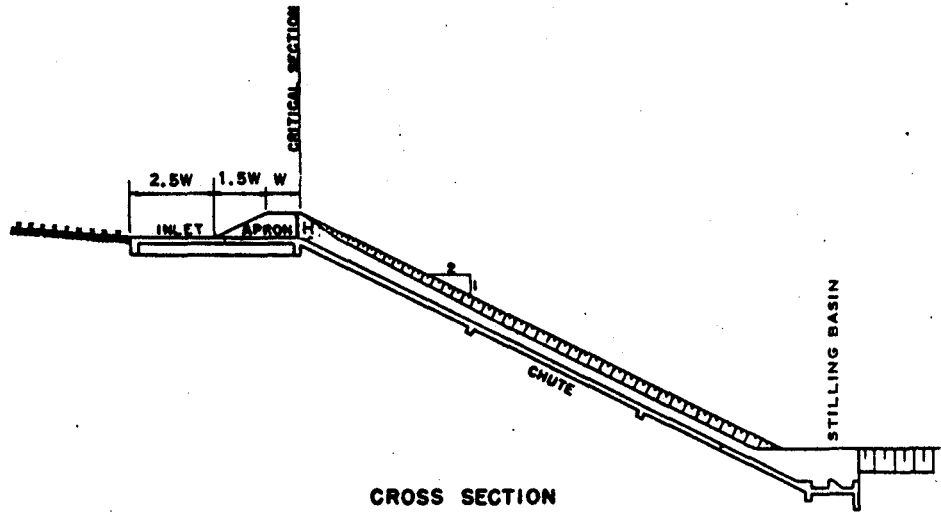 CRITICAL SECTION
2.5W 1.5W W
INLET APRON H
2
1
CHUTE
STILLING BASIN
CROSS SECTION